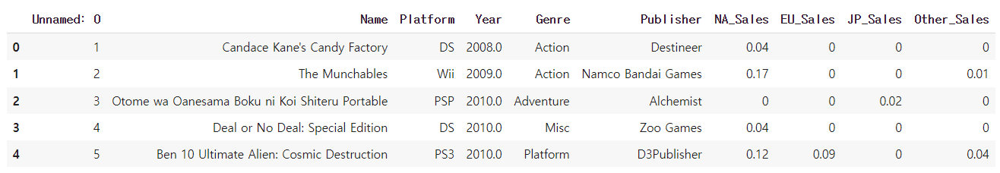 Unnamed: 0 Name Platform Year Genre Publisher NA_Sales EU_Sales JP_Sales Other_Sales
0 1 Candace Kane's Candy Factory DS 2008.0 Action Destineer 0.04 0 0 0
1 2 The Munchables Wii 2009.0 Action Namco Bandai Games 0.17 0 0 0.01
2 3 Otome wa Oanesama Boku ni Koi Shiteru Portable PSP 2010.0 Adventure Alchemist 0 0 0.02 0
3 4 Deal or No Deal: Special Edition DS 2010.0 Misc Zoo Games 0.04 0 0 0
4 5 Ben 10 Ultimate Alien: Cosmic Destruction PS3 2010.0 Platform D3Publisher 0.12 0.09 0 0.04